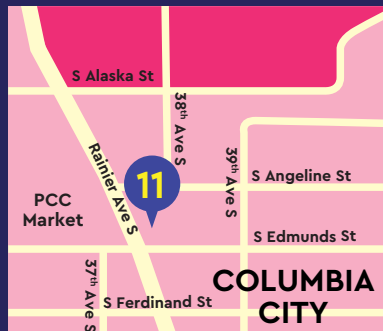 S Alaska St
38th Ave S
Rainier Ave S
39th Ave S
11
S Angeline St
PCC
Market
S Edmunds St
37th Ave S
COLUMBIA
CITY
S Ferdinand St